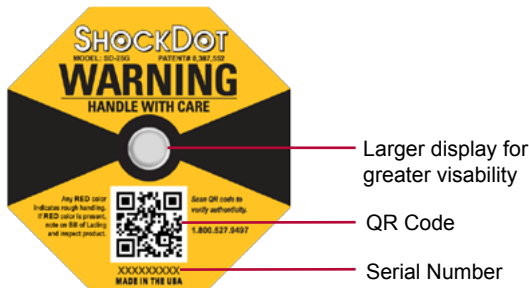 SHOCKDOT
MODEL: SD-25G PATENT# 8,387,552
WARNING
HANDLE WITH CARE
Larger display for
greater visability
Any RED color
indicates rough handling.
If RED color is present,
note on Bill of Lading
and inspect product.
Scan QR code to
verify authenticity.
1.800.527.9497
QR Code
XXXXXXXXX
Serial Number
MADE IN THE USA